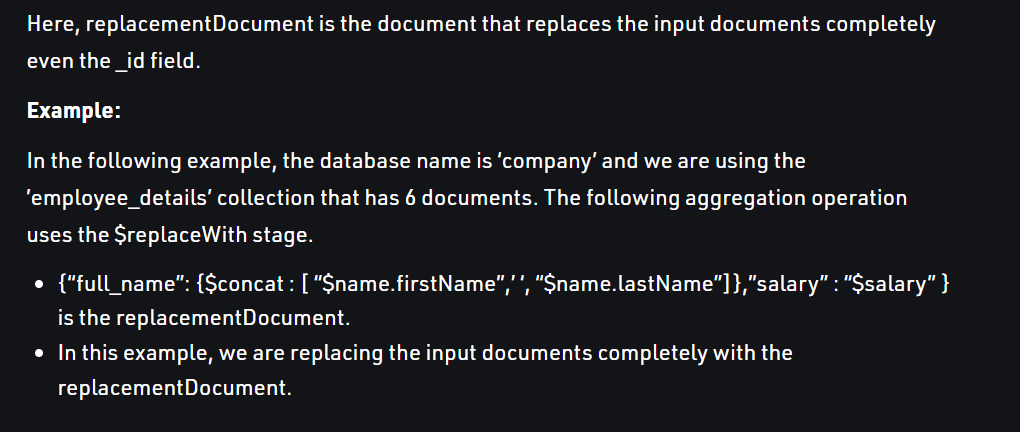 Here, replacementDocument is the document that replaces the input documents completely
even the _id field.
Example:
In the following example, the database name is ‘company’ and we are using the
’employee_details’ collection that has 6 documents. The following aggregation operation
uses the $replaceWith stage.
• {“full_name”: {$concat : [ “$name.firstName”,’ ‘, “$name.lastName”]},”salary” : “$salary” }
is the replacementDocument.
• In this example, we are replacing the input documents completely with the
replacementDocument.